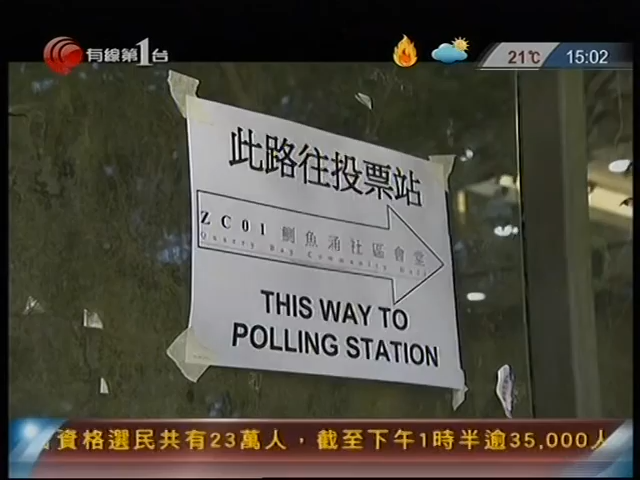 有線第1台
21℃ 15:02
此路往投票站
ZC01 鰂魚涌社區會堂
Quarry Bay Community Hall
THIS WAY TO
POLLING STATION
資格選民共有23萬人，截至下午1時半逾35,000人